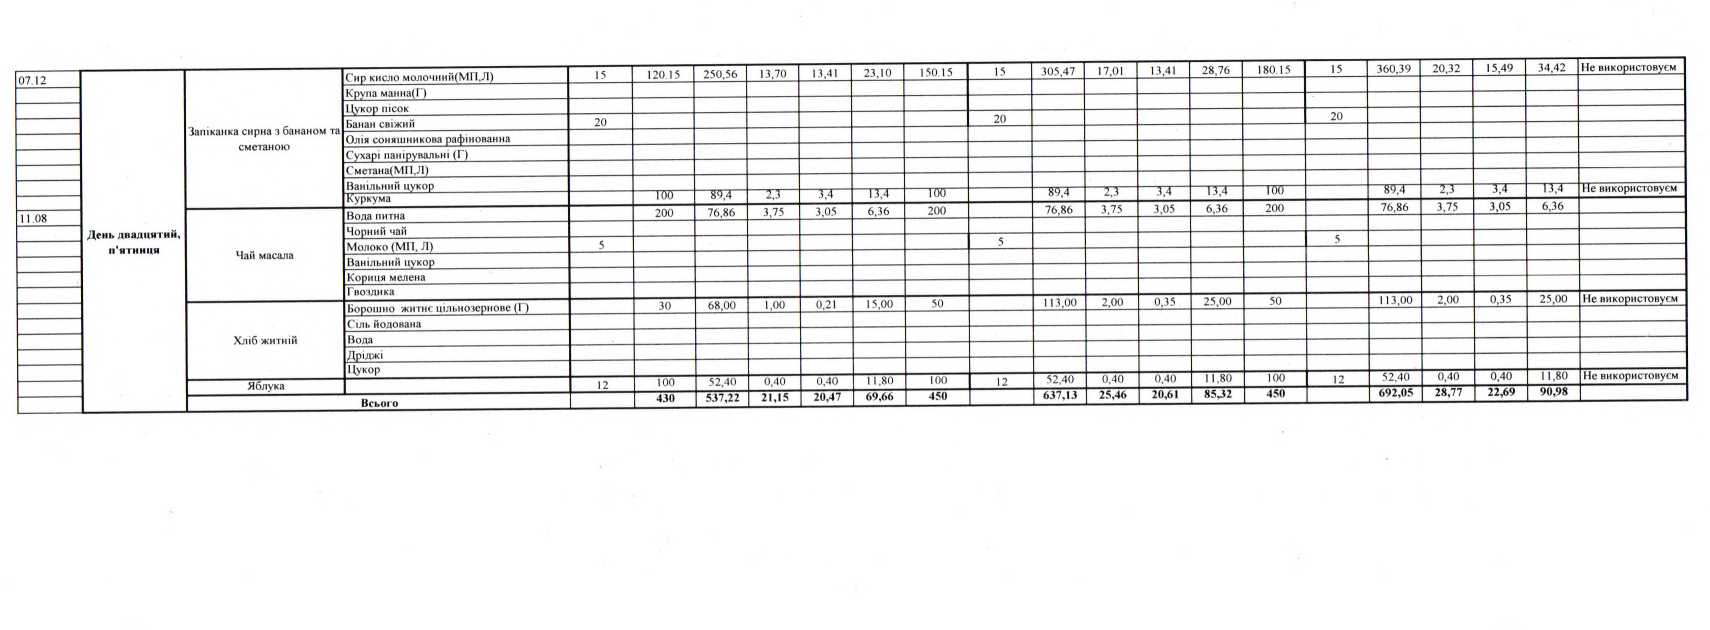 07.12 Сир кисло молочний(МП,Л) 15 120.15 250,56 13,70 13,41 23,10 150.15 15 305,47 17,01 13,41 28,76 180.15 15 360,39 20,32 15,49 34,42 Не використовуєм
Крупа манна(Г)
Цукор пісок
Запіканка сирна з бананом та сметаною
Банан свіжий 20 20 20
Олія соняшникова рафінованна
Сухарі панірувальні (Г)
Сметана(МП,Л)
Ванільний цукор
Куркума 100 89,4 2,3 3,4 13,4 100 89,4 2,3 3,4 13,4 100 89,4 2,3 3,4 13,4 Не використовуєм
11.08 Вода питна 200 76,86 3,75 3,05 6,36 200 76,86 3,75 3,05 6,36 200 76,86 3,75 3,05 6,36
День двадцятий,
п'ятниця
Чорний чай
Чай масала
Молоко (МП, Л) 5 5 5
Ванільний цукор
Кориця мелена
Гвоздика
Борошно житнє цільнозернове (Г) 30 68,00 1,00 0,21 15,00 50 113,00 2,00 0,35 25,00 50 113,00 2,00 0,35 25,00 Не використовуєм
Сіль йодована
Хліб житній
Вода
Дріджі
Цукор
Яблука 12 100 52,40 0,40 0,40 11,80 100 12 52,40 0,40 0,40 11,80 100 12 52,40 0,40 0,40 11,80 Не використовуєм
Всього 430 537,22 21,15 20,47 69,66 450 637,13 25,46 20,61 85,32 450 692,05 28,77 22,69 90,98